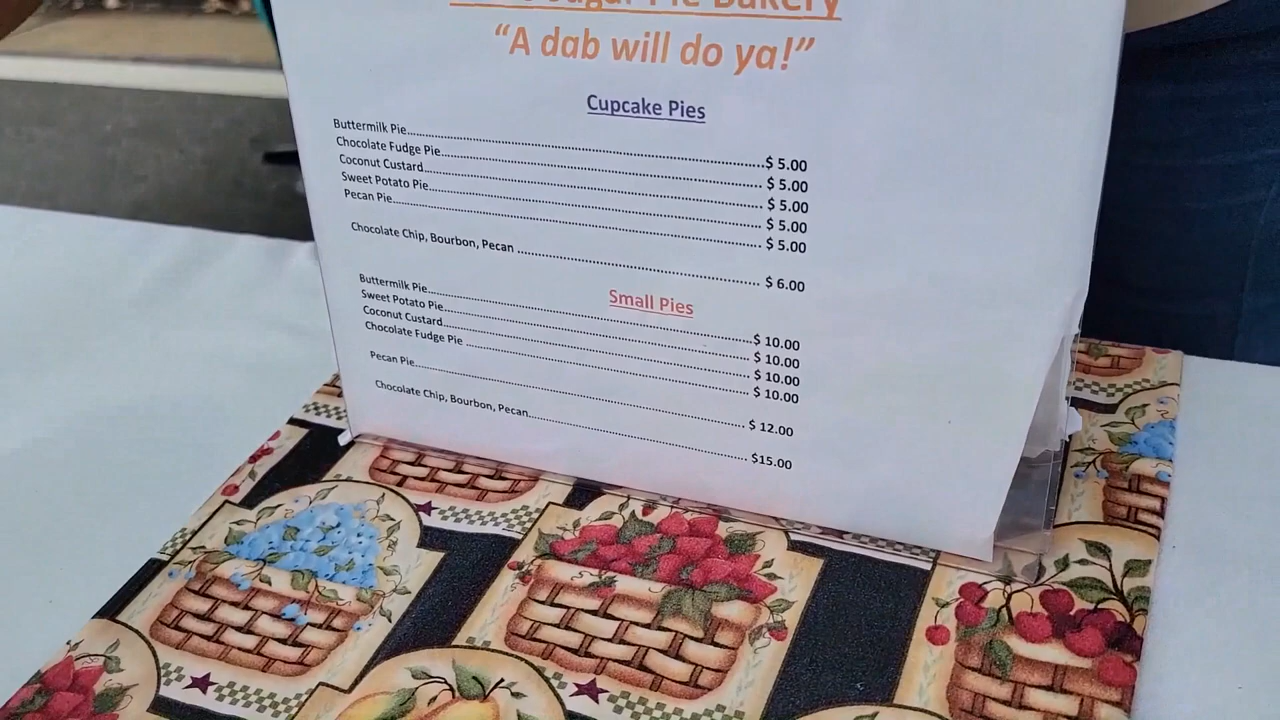 Sugar Pie Bakery
“A dab will do ya!”
Cupcake Pies
Buttermilk Pie..........$ 5.00
Chocolate Fudge Pie..........$ 5.00
Coconut Custard..........$ 5.00
Sweet Potato Pie..........$ 5.00
Pecan Pie..........$ 5.00
Chocolate Chip, Bourbon, Pecan ..........$ 6.00
Small Pies
Buttermilk Pie..........$ 10.00
Sweet Potato Pie..........$ 10.00
Coconut Custard..........$ 10.00
Chocolate Fudge Pie ..........$ 10.00
Pecan Pie..........$ 12.00
Chocolate Chip, Bourbon, Pecan..........$15.00